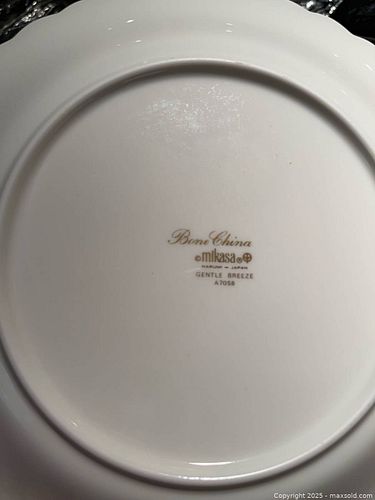 Bone China
©mikasa®
NARUMI – JAPAN
GENTLE BREEZE
A7058
Copyright 2025 - maxsold.com